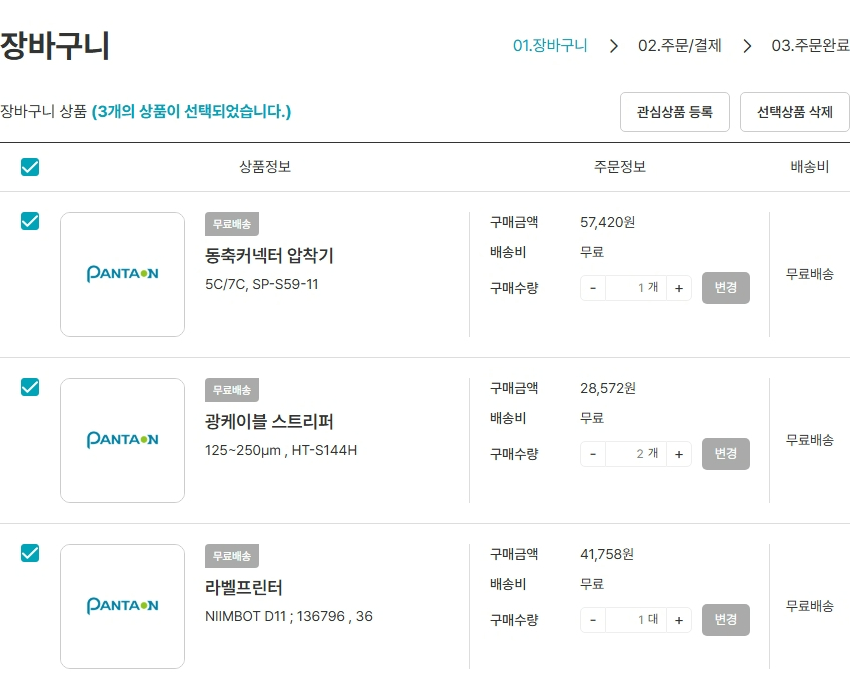 장바구니
01.장바구니 > 02.주문/결제 > 03.주문완료
장바구니 상품 (3개의 상품이 선택되었습니다.)
관심상품 등록 선택상품 삭제
상품정보 주문정보 배송비
PANTAON
무료배송
동축커넥터 압착기
5C/7C, SP-S59-11
구매금액 57,420원
배송비 무료
구매수량 - 1 개 + 변경
무료배송
PANTAON
무료배송
광케이블 스트리퍼
125~250μm , HT-S144H
구매금액 28,572원
배송비 무료
구매수량 - 2 개 + 변경
무료배송
PANTAON
무료배송
라벨프린터
NIIMBOT D11 ; 136796 , 36
구매금액 41,758원
배송비 무료
구매수량 - 1 대 + 변경
무료배송